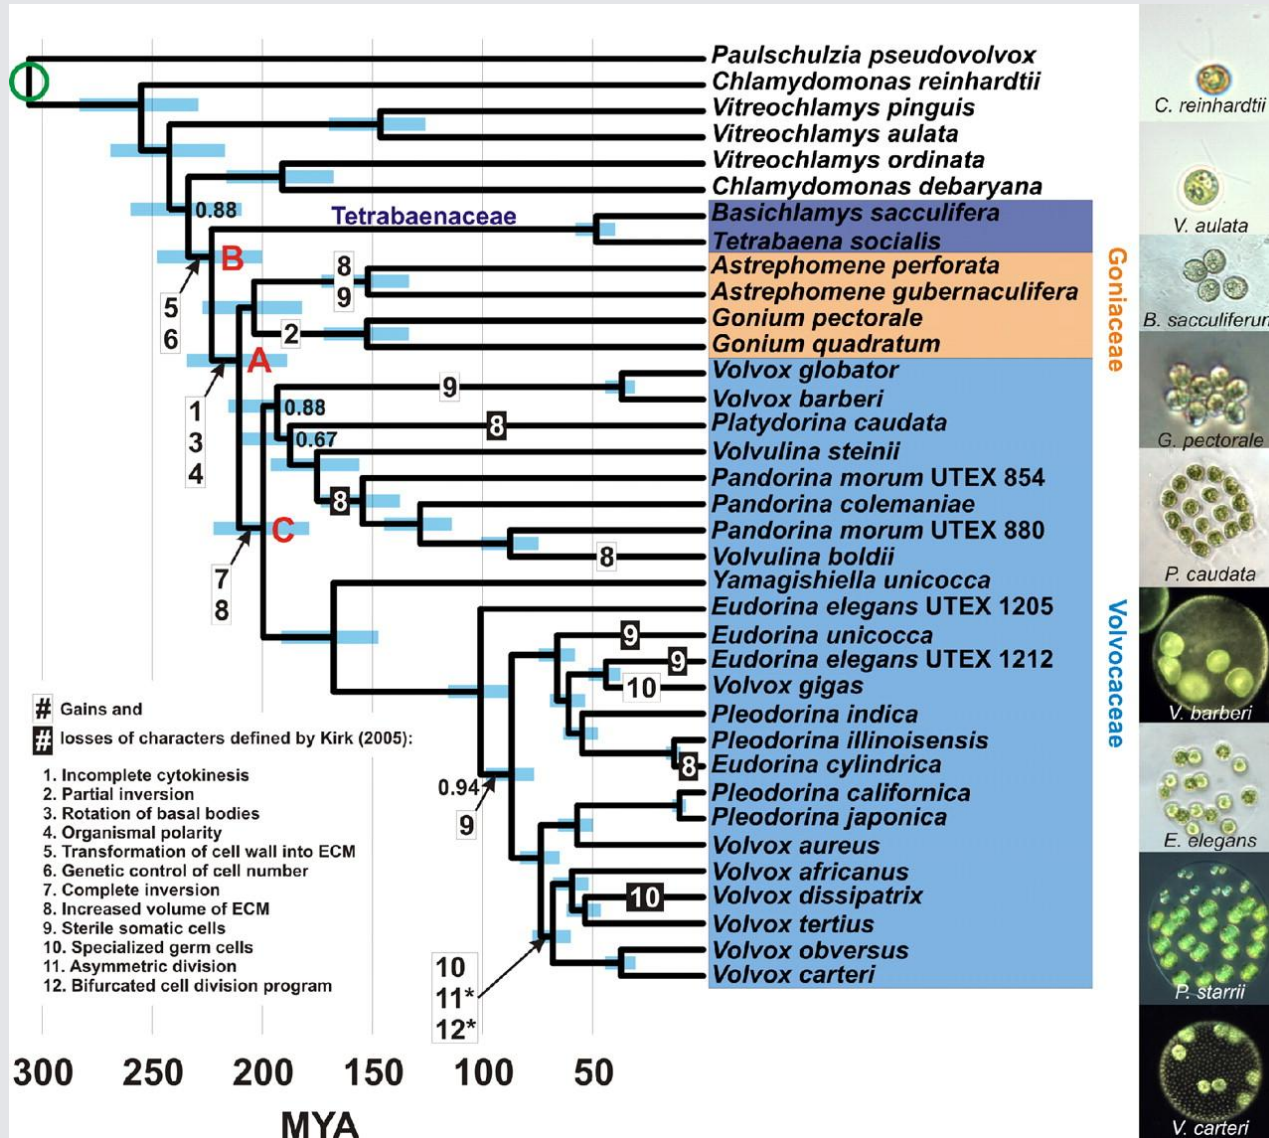 Paulschulzia pseudovolvox
Chlamydomonas reinhardtii
Vitreochlamys pinguis
Vitreochlamys aulata
Vitreochlamys ordinata
Chlamydomonas debaryana
0.88
Tetrabaenaceae
Basichlamys sacculifera
Tetrabaena socialis
B
5
6
8
9
Astrephomene perforata
Astrephomene gubernaculifera
2
Gonium pectorale
Gonium quadratum
A
1
3
4
Volvox globator
9
Volvox barberi
0.88
Platydorina caudata
8
0.67
Volvulina steinii
Pandorina morum UTEX 854
8
Pandorina colemaniae
Pandorina morum UTEX 880
C
8
Volvulina boldii
7
8
Yamagishiella unicocca
Eudorina elegans UTEX 1205
9
Eudorina unicocca
9
Eudorina elegans UTEX 1212
10
Volvox gigas
Pleodorina indica
Pleodorina illinoisensis
8
Eudorina cylindrica
0.94
9
Pleodorina californica
Pleodorina japonica
Volvox aureus
Volvox africanus
10
Volvox dissipatrix
Volvox tertius
Volvox obversus
Volvox carteri
10
11*
12*
Goniaceae
Volvocaceae
# Gains and
# losses of characters defined by Kirk (2005):
1. Incomplete cytokinesis
2. Partial inversion
3. Rotation of basal bodies
4. Organismal polarity
5. Transformation of cell wall into ECM
6. Genetic control of cell number
7. Complete inversion
8. Increased volume of ECM
9. Sterile somatic cells
10. Specialized germ cells
11. Asymmetric division
12. Bifurcated cell division program
300 250 200 150 100 50
MYA
C. reinhardtii
V. aulata
B. sacculiferum
G. pectorale
P. caudata
V. barberi
E. elegans
P. starrii
V. carteri